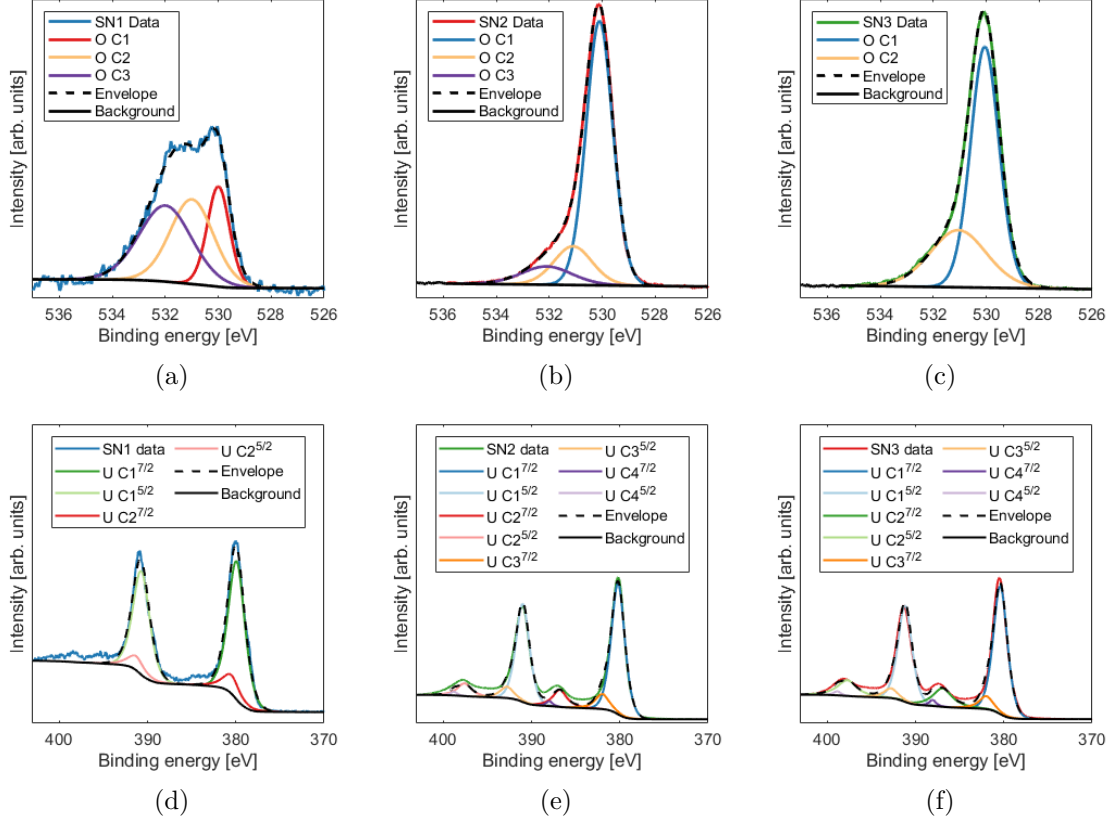 Intensity [arb. units]
SN1 Data
O C1
O C2
O C3
Envelope
Background
536 534 532 530 528 526
Binding energy [eV]
(a)
Intensity [arb. units]
SN2 Data
O C1
O C2
O C3
Envelope
Background
536 534 532 530 528 526
Binding energy [eV]
(b)
Intensity [arb. units]
SN3 Data
O C1
O C2
Envelope
Background
536 534 532 530 528 526
Binding energy [eV]
(c)
Intensity [arb. units]
SN1 data
U C1^7/2
U C1^5/2
U C2^7/2
U C2^5/2
Envelope
Background
400 390 380 370
Binding energy [eV]
(d)
Intensity [arb. units]
SN2 data
U C1^7/2
U C1^5/2
U C2^7/2
U C2^5/2
U C3^7/2
U C3^5/2
U C4^7/2
U C4^5/2
Envelope
Background
400 390 380 370
Binding energy [eV]
(e)
Intensity [arb. units]
SN3 data
U C1^7/2
U C1^5/2
U C2^7/2
U C2^5/2
U C3^7/2
U C3^5/2
U C4^7/2
U C4^5/2
Envelope
Background
400 390 380 370
Binding energy [eV]
(f)